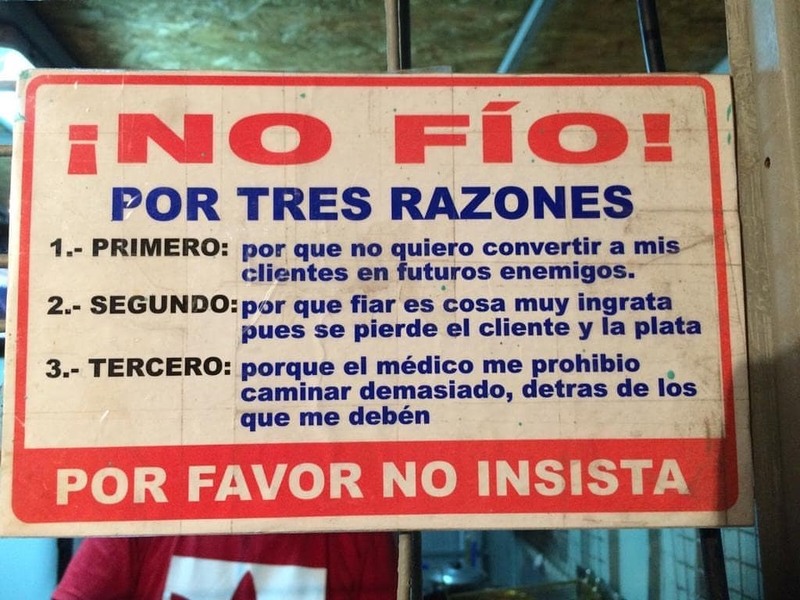 ¡NO FÍO!
POR TRES RAZONES
1.- PRIMERO: por que no quiero convertir a mis
clientes en futuros enemigos.
2.- SEGUNDO: por que fiar es cosa muy ingrata
pues se pierde el cliente y la plata
3.- TERCERO: porque el médico me prohibio
caminar demasiado, detras de los
que me debén
POR FAVOR NO INSISTA